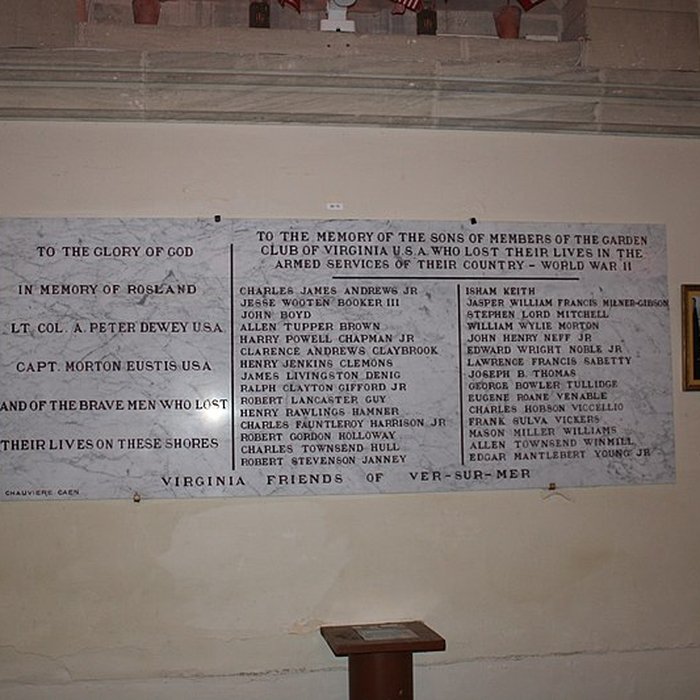 TO THE GLORY OF GOD
IN MEMORY OF ROSLAND
LT. COL. A. PETER DEWEY U.S.A.
CAPT. MORTON EUSTIS U.S.A
AND OF THE BRAVE MEN WHO LOST
THEIR LIVES ON THESE SHORES
TO THE MEMORY OF THE SONS OF MEMBERS OF THE GARDEN
CLUB OF VIRGINIA U.S.A. WHO LOST THEIR LIVES IN THE
ARMED SERVICES OF THEIR COUNTRY – WORLD WAR II
CHARLES JAMES ANDREWS JR
JESSE WOOTEN BOOKER III
JOHN BOYD
ALLEN TUPPER BROWN
HARRY POWELL CHAPMAN JR
CLARENCE ANDREWS CLAYBROOK
HENRY JENKINS CLEMONS
JAMES LIVINGSTON DENIG
RALPH CLAYTON GIFFORD JR
ROBERT LANCASTER GUY
HENRY RAWLINGS HAMNER
CHARLES FAUNTLEROY HARRISON JR
ROBERT GORDON HOLLOWAY
CHARLES TOWNSEND HULL
ROBERT STEVENSON JANNEY
ISHAM KEITH
JASPER WILLIAM FRANCIS MILNER-GIBSON
STEPHEN LORD MITCHELL
WILLIAM WYLIE MORTON
JOHN HENRY NEFF JR
EDWARD WRIGHT NOBLE JR
LAWRENCE FRANCIS SABETTY
JOSEPH B. THOMAS
GEORGE BOWLER TULLIDGE
EUGENE ROANE VENABLE
CHARLES HOBSON VICCELLIO
FRANK SULVA VICKERS
MASON MILLER WILLIAMS
ALLEN TOWNSEND WINMILL
EDGAR MANTLEBERT YOUNG JR
VIRGINIA FRIENDS OF VER-SUR-MER
CHAUVIERE CAEN